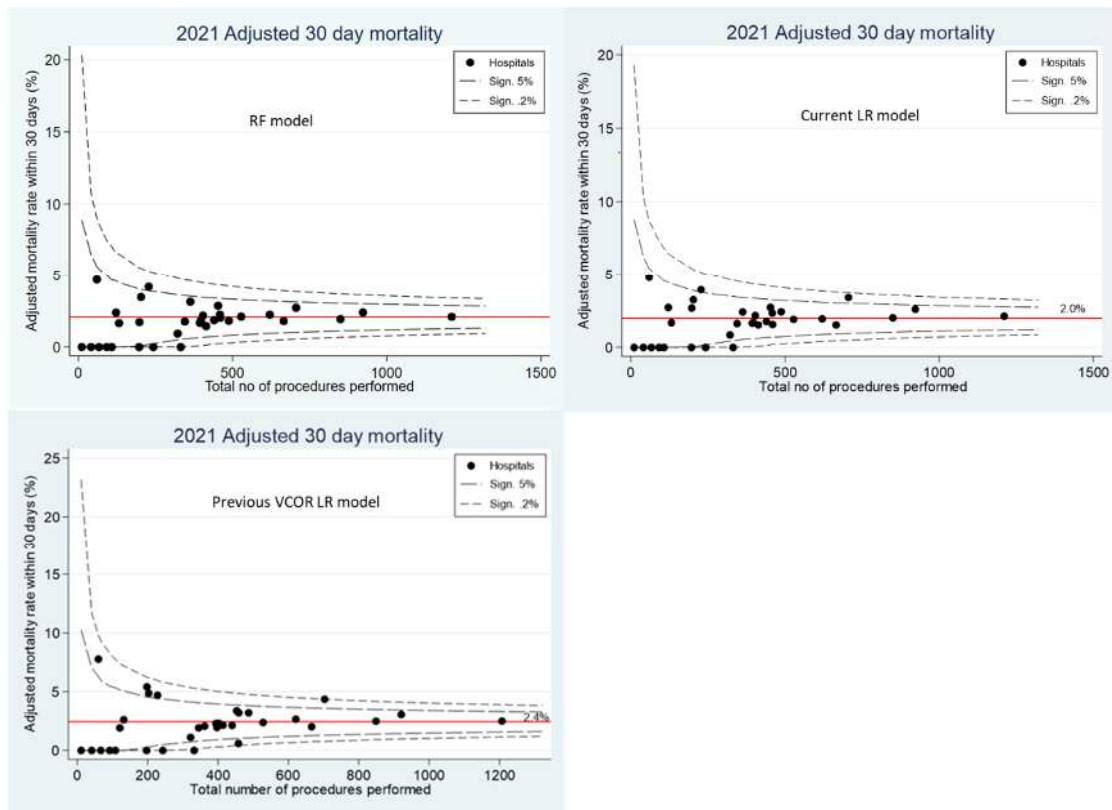 2021 Adjusted 30 day mortality
Adjusted mortality rate within 30 days (%)
20
15
10
5
0
RF model
Hospitals
Sign. 5%
Sign. .2%
0
500
1000
1500
Total no of procedures performed
2021 Adjusted 30 day mortality
Adjusted mortality rate within 30 days (%)
20
15
10
5
0
Current LR model
Hospitals
Sign. 5%
Sign. .2%
2.0%
0
500
1000
1500
Total no of procedures performed
2021 Adjusted 30 day mortality
Adjusted mortality rate within 30 days (%)
25
20
15
10
5
0
Previous VCOR LR model
Hospitals
Sign. 5%
Sign. .2%
2.4%
0
200
400
600
800
1000
1200
Total number of procedures performed